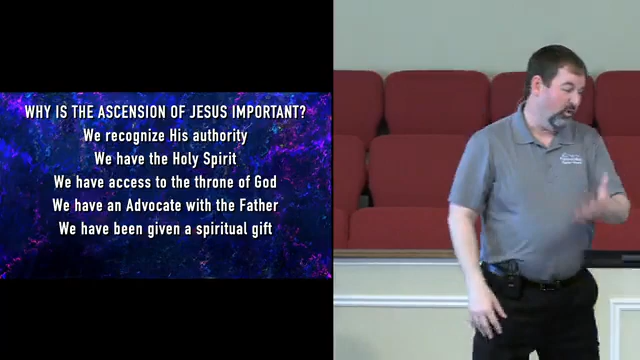 WHY IS THE ASCENSION OF JESUS IMPORTANT?
We recognize His authority
We have the Holy Spirit
We have access to the throne of God
We have an Advocate with the Father
We have been given a spiritual gift